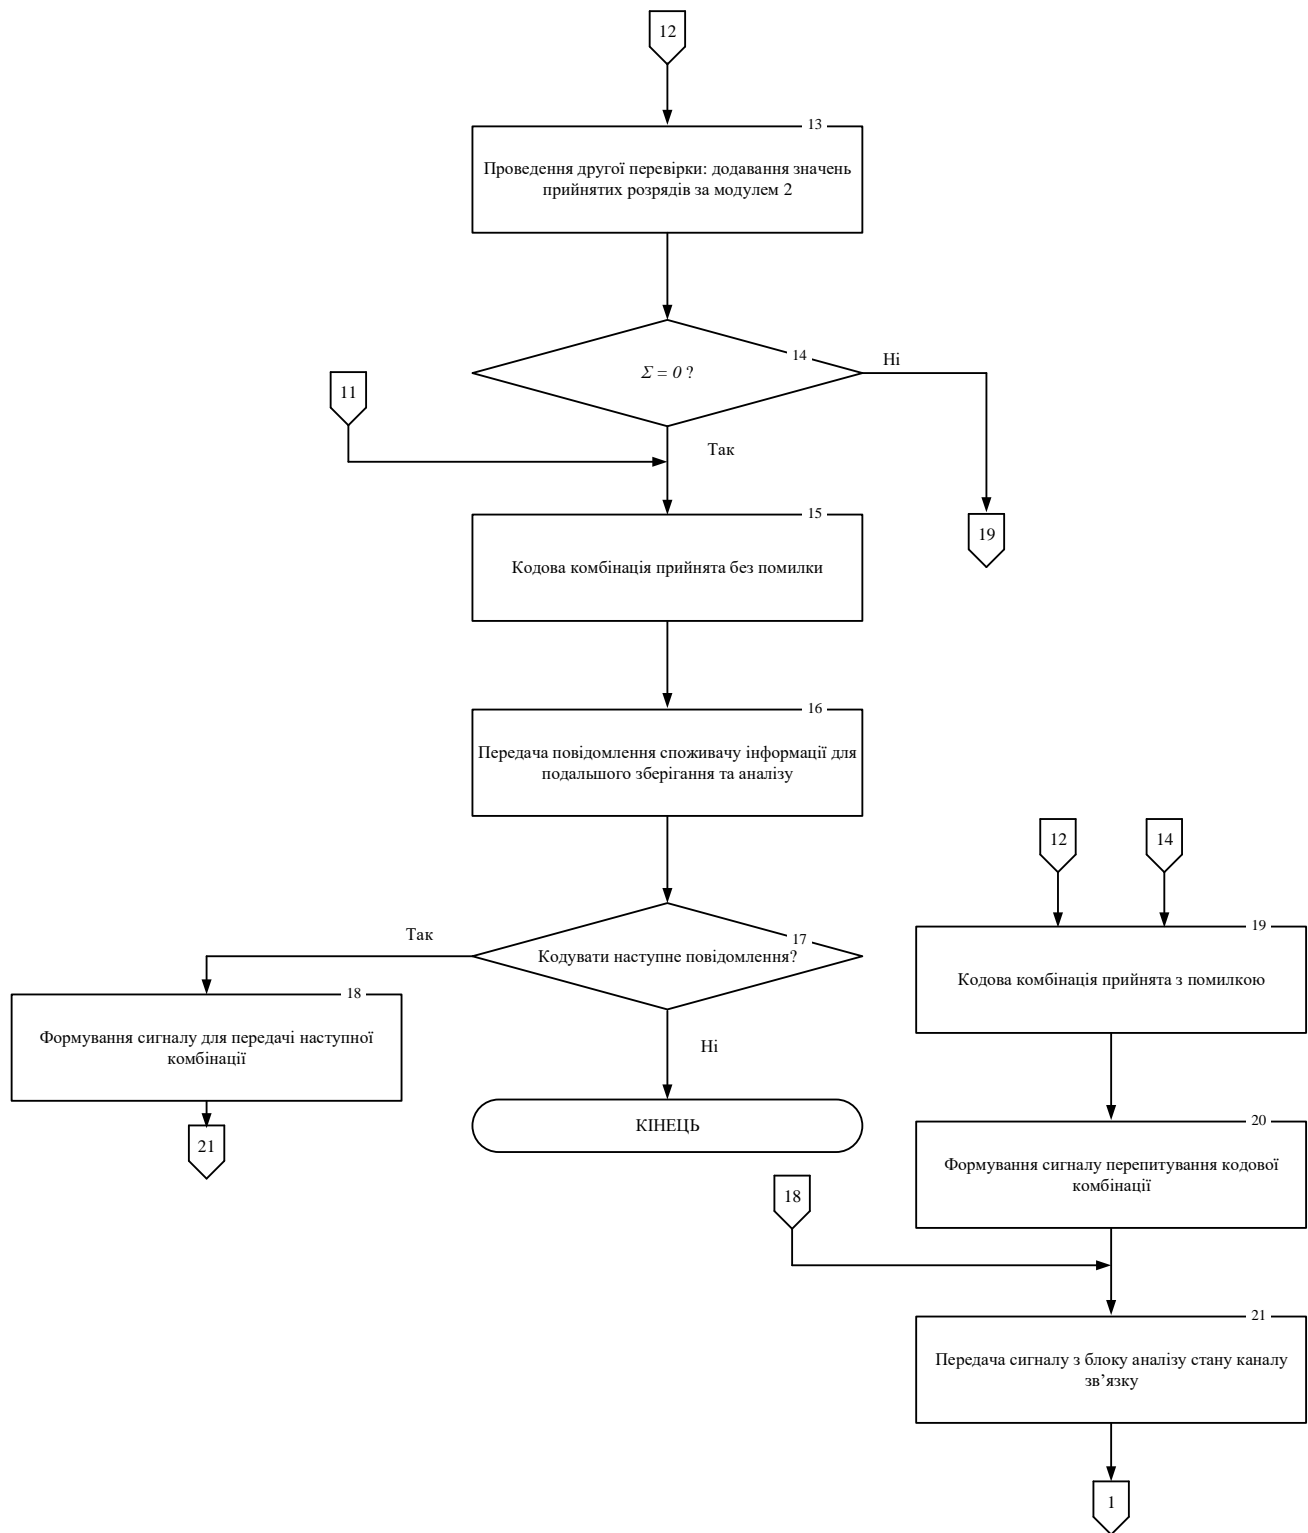 12
13
Проведення другої перевірки: додавання значень
прийнятих розрядів за модулем 2
14
Σ = 0 ?
Ні
11
Так
15
19
Кодова комбінація прийнята без помилки
16
Передача повідомлення споживачу інформації для
подальшого зберігання та аналізу
12
14
Так
17
Кодувати наступне повідомлення?
19
Кодова комбінація прийнята з помилкою
18
Формування сигналу для передачі наступної
комбінації
Ні
21
КІНЕЦЬ
20
Формування сигналу перепитування кодової
комбінації
18
21
Передача сигналу з блоку аналізу стану каналу
зв’язку
1